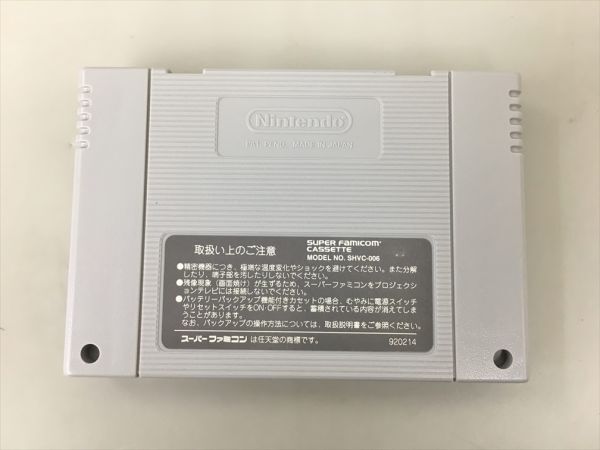 Nintendo
PAT. PEND. MADE IN JAPAN
取扱い上のご注意
SUPER FAMICOM
CASSETTE
MODEL NO. SHVC-006
●精密機器につき、極端な温度変化やショックを避けてください。また分解
したり、端子部を汚したりしないでください。
●残像現象（画面焼け）が生ずるため、スーパーファミコンをプロジェクシ
ョンテレビには接続しないでください。
●バッテリーバックアップ機能付きカセットの場合、むやみに電源スイッチ
やリセットスイッチをON·OFFすると、蓄積されている内容が消えてしま
うことがあります。
なお、バックアップの操作方法については、取扱説明書をご参照ください。
スーパーファミコン は任天堂の商標です。
920214